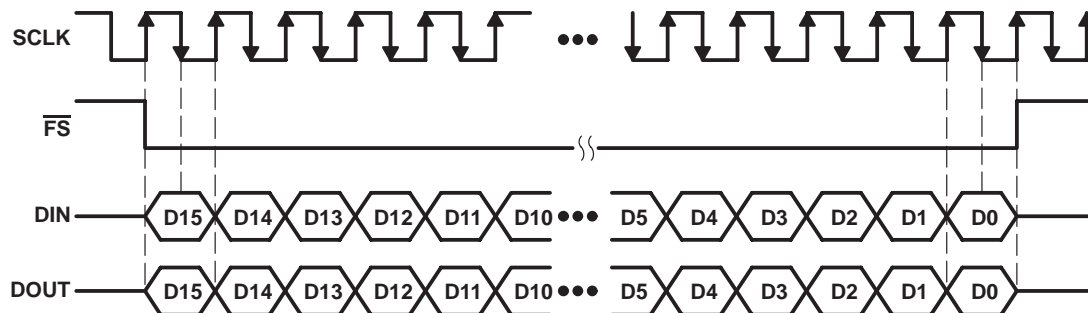 SCLK •••
FS
DIN D15 D14 D13 D12 D11 D10 ••• D5 D4 D3 D2 D1 D0
DOUT D15 D14 D13 D12 D11 D10 ••• D5 D4 D3 D2 D1 D0